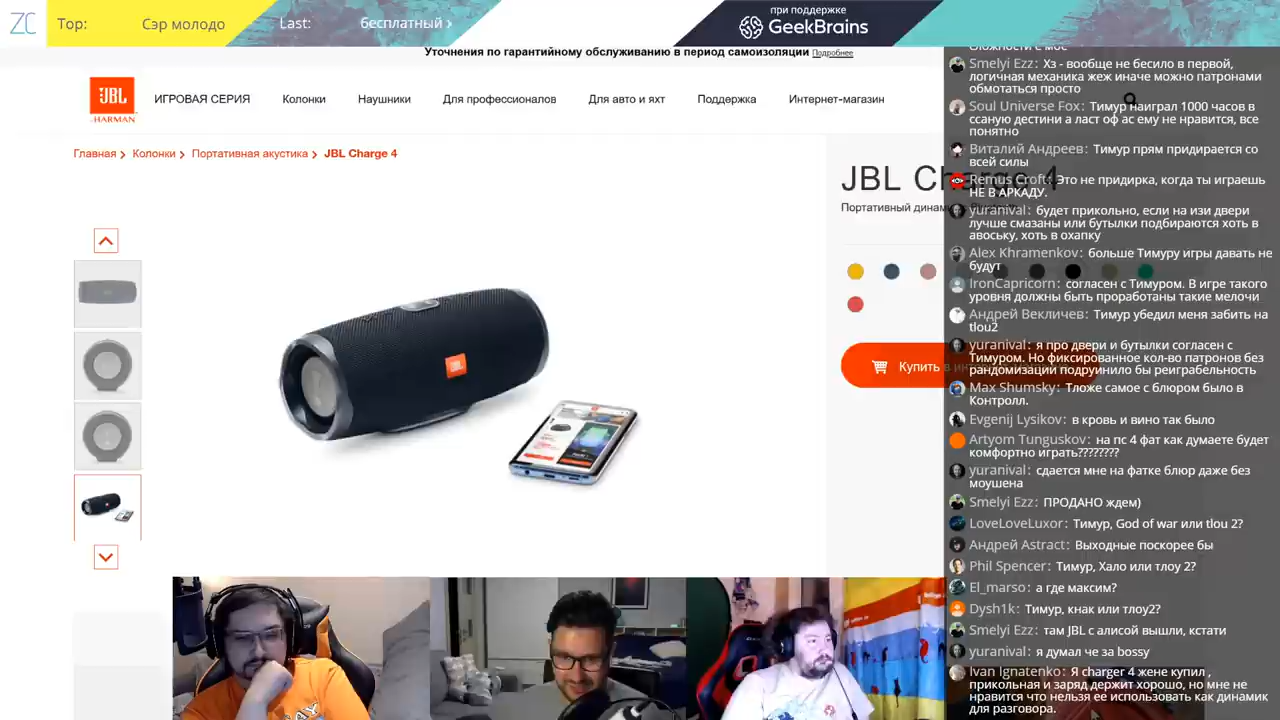 ZC
Top:
Сэр молодо
Last:
бесплатный ›
при поддержке
GeekBrains
Уточнения по гарантийному обслуживанию в период самоизоляции Подробнее
JBL
HARMAN
ИГРОВАЯ СЕРИЯ
Колонки
Наушники
Для профессионалов
Для авто и яхт
Поддержка
Интернет-магазин
Главная › Колонки › Портативная акустика › JBL Charge 4
JBL Charge 4
Портативный динам
Купить в ин
Smelyi Ezz: Хз - вообще не бесило в первой,
логичная механика жеж иначе можно патронами
обмотаться просто
Soul Universe Fox: Тимур наиграл 1000 часов в
ссаную дестини а ласт оф ас ему не нравится, все
понятно
Виталий Андреев: Тимур прям придирается со
всей силы
Remus Croft: Это не придирка, когда ты играешь
НЕ В АРКАДУ.
yuranival: будет прикольно, если на изи двери
лучше смазаны или бутылки подбираются хоть в
авоську, хоть в охапку
Alex Khramenkov: больше Тимуру игры давать не
будут
IronCapricorn: согласен с Тимуром. В игре такого
уровня должны быть проработаны такие мелочи
Андрей Векличев: Тимур убедил меня забить на
tlou2
yuranival: я про двери и бутылки согласен с
Тимуром. Но фиксированное кол-во патронов без
рандомизации подруинило бы реиграбельность
Max Shumsky: Тложе самое с блюром было в
Контролл.
Evgenij Lysikov: в кровь и вино так было
Artyom Tunguskov: на пс 4 фат как думаете будет
комфортно играть????????
yuranival: сдается мне на фатке блюр даже без
моушена
Smelyi Ezz: ПРОДАНО ждем)
LoveLoveLuxor: Тимур, God of war или tlou 2?
Андрей Astract: Выходные поскорее бы
Phil Spencer: Тимур, Хало или тлоу 2?
El_marso: а где максим?
Dysh1k: Тимур, кнак или тлоу2?
Smelyi Ezz: там JBL с алисой вышли, кстати
yuranival: я думал че за bossy
Ivan Ignatenko: Я charger 4 жене купил ,
прикольная и заряд держит хорошо, но мне не
нравится что нельзя её использовать как динамик
для разговора.